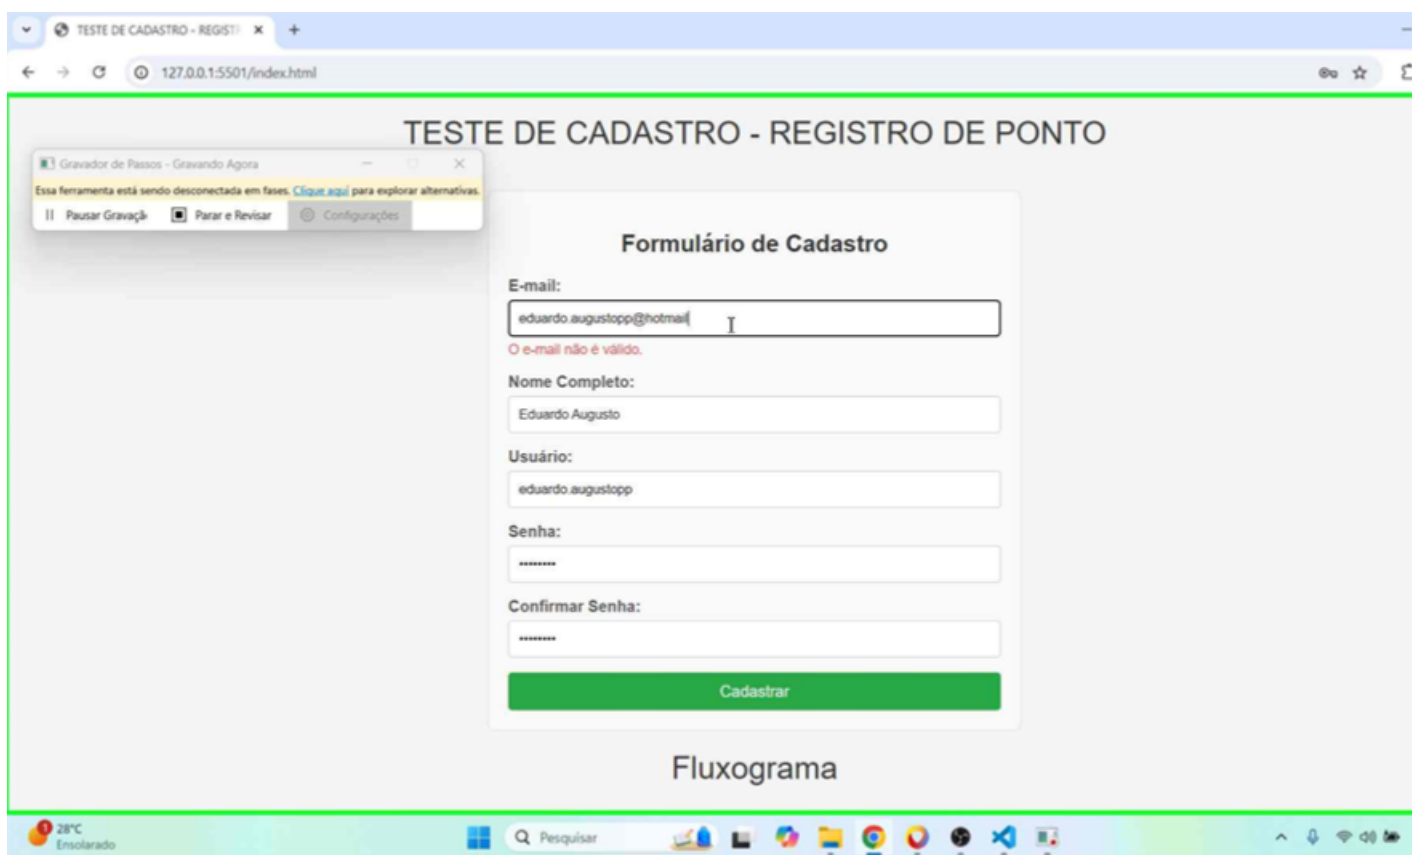 TESTE DE CADASTRO - REGISTR
127.0.0.1:5501/index.html
TESTE DE CADASTRO - REGISTRO DE PONTO
Gravador de Passos - Gravando Agora
Essa ferramenta está sendo desconectada em fases. Clique aqui para explorar alternativas.
Pausar Gravaçã Parar e Revisar Configurações
Formulário de Cadastro
E-mail:
eduardo.augustopp@hotmail
O e-mail não é válido.
Nome Completo:
Eduardo Augusto
Usuário:
eduardo.augustopp
Senha:
••••••••
Confirmar Senha:
••••••••
Cadastrar
Fluxograma
1
28°C
Ensolarado
Pesquisar